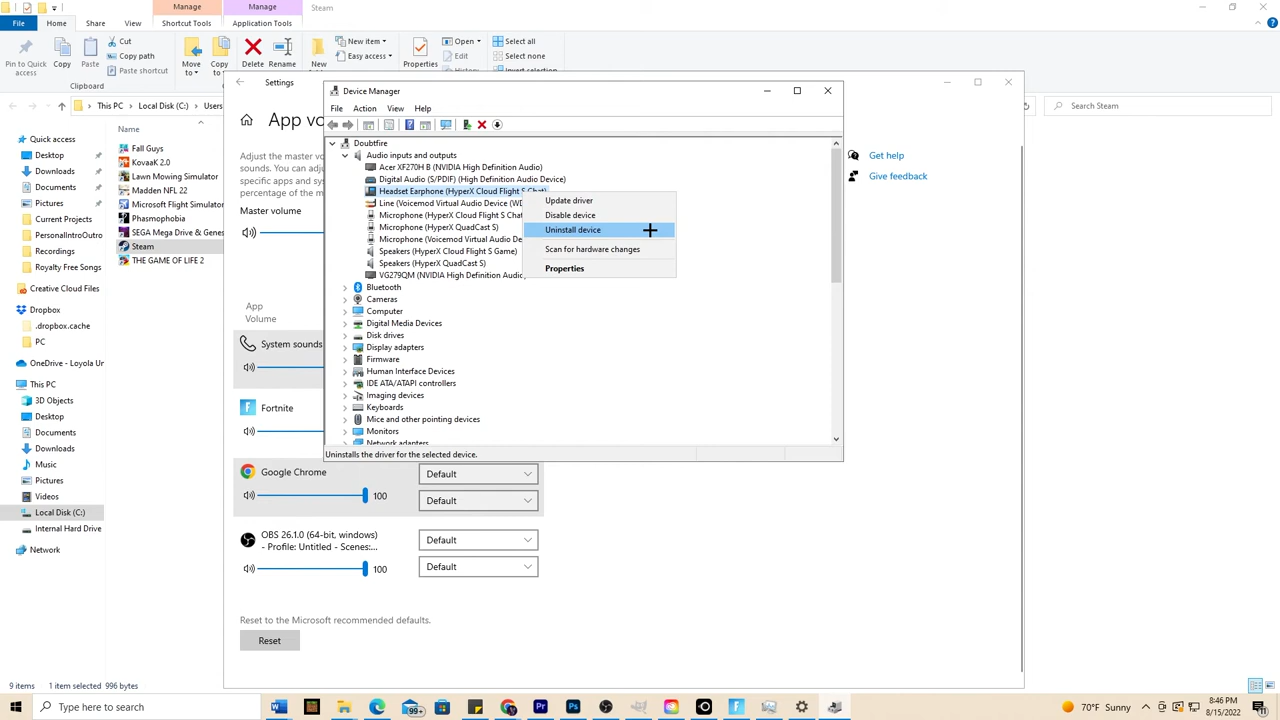 Manage
Manage
Steam
File
Home
Share
View
Shortcut Tools
Application Tools
Pin to Quick access
Copy
Paste
Cut
Copy path
Paste shortcut
Clipboard
Move to
Copy to
Delete
Rename
New
New item
Easy access
Properties
Open
Edit
History
Select all
Select none
Invert selection
This PC
Local Disk (C:)
Users
Search Steam
Quick access
Desktop
Downloads
Documents
Pictures
Current Projects
PersonalIntroOutro
Recordings
Royalty Free Songs
Creative Cloud Files
Dropbox
.dropbox.cache
PC
OneDrive - Loyola Un
This PC
3D Objects
Desktop
Documents
Downloads
Music
Pictures
Videos
Local Disk (C:)
Internal Hard Drive
Network
Name
Fall Guys
KovaaK 2.0
Lawn Mowing Simulator
Madden NFL 22
Microsoft Flight Simulator
Phasmophobia
SEGA Mega Drive & Genes
Steam
THE GAME OF LIFE 2
Settings
App vo
Adjust the master vo
sounds. You can adj
specific apps and sy
percentage of the m
Master volume
App
Volume
System sounds
Fortnite
Google Chrome
100
Default
Default
OBS 26.1.0 (64-bit, windows)
- Profile: Untitled - Scenes:...
100
Default
Default
Reset to the Microsoft recommended defaults.
Reset
Get help
Give feedback
Device Manager
File
Action
View
Help
Doubtfire
Audio inputs and outputs
Acer XF270H B (NVIDIA High Definition Audio)
Digital Audio (S/PDIF) (High Definition Audio Device)
Headset Earphone (HyperX Cloud Flight S Chat)
Line (Voicemod Virtual Audio Device (WD
Microphone (HyperX Cloud Flight S Chat
Microphone (HyperX QuadCast S)
Microphone (Voicemod Virtual Audio De
Speakers (HyperX Cloud Flight S Game)
Speakers (HyperX QuadCast S)
VG279QM (NVIDIA High Definition Audio
Bluetooth
Cameras
Computer
Digital Media Devices
Disk drives
Display adapters
Firmware
Human Interface Devices
IDE ATA/ATAPI controllers
Imaging devices
Keyboards
Mice and other pointing devices
Monitors
Network adapters
Uninstalls the driver for the selected device.
Update driver
Disable device
Uninstall device
Scan for hardware changes
Properties
9 items
1 item selected 996 bytes
Type here to search
99+
70°F Sunny
8:46 PM
8/15/2022